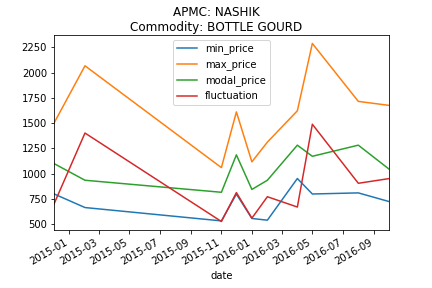 APMC: NASHIK
Commodity: BOTTLE GOURD
min_price
max_price
modal_price
fluctuation
2250
2000
1750
1500
1250
1000
750
500
2015-01
2015-03
2015-05
2015-07
2015-09
2015-11
2016-01
2016-03
2016-05
2016-07
2016-09
date